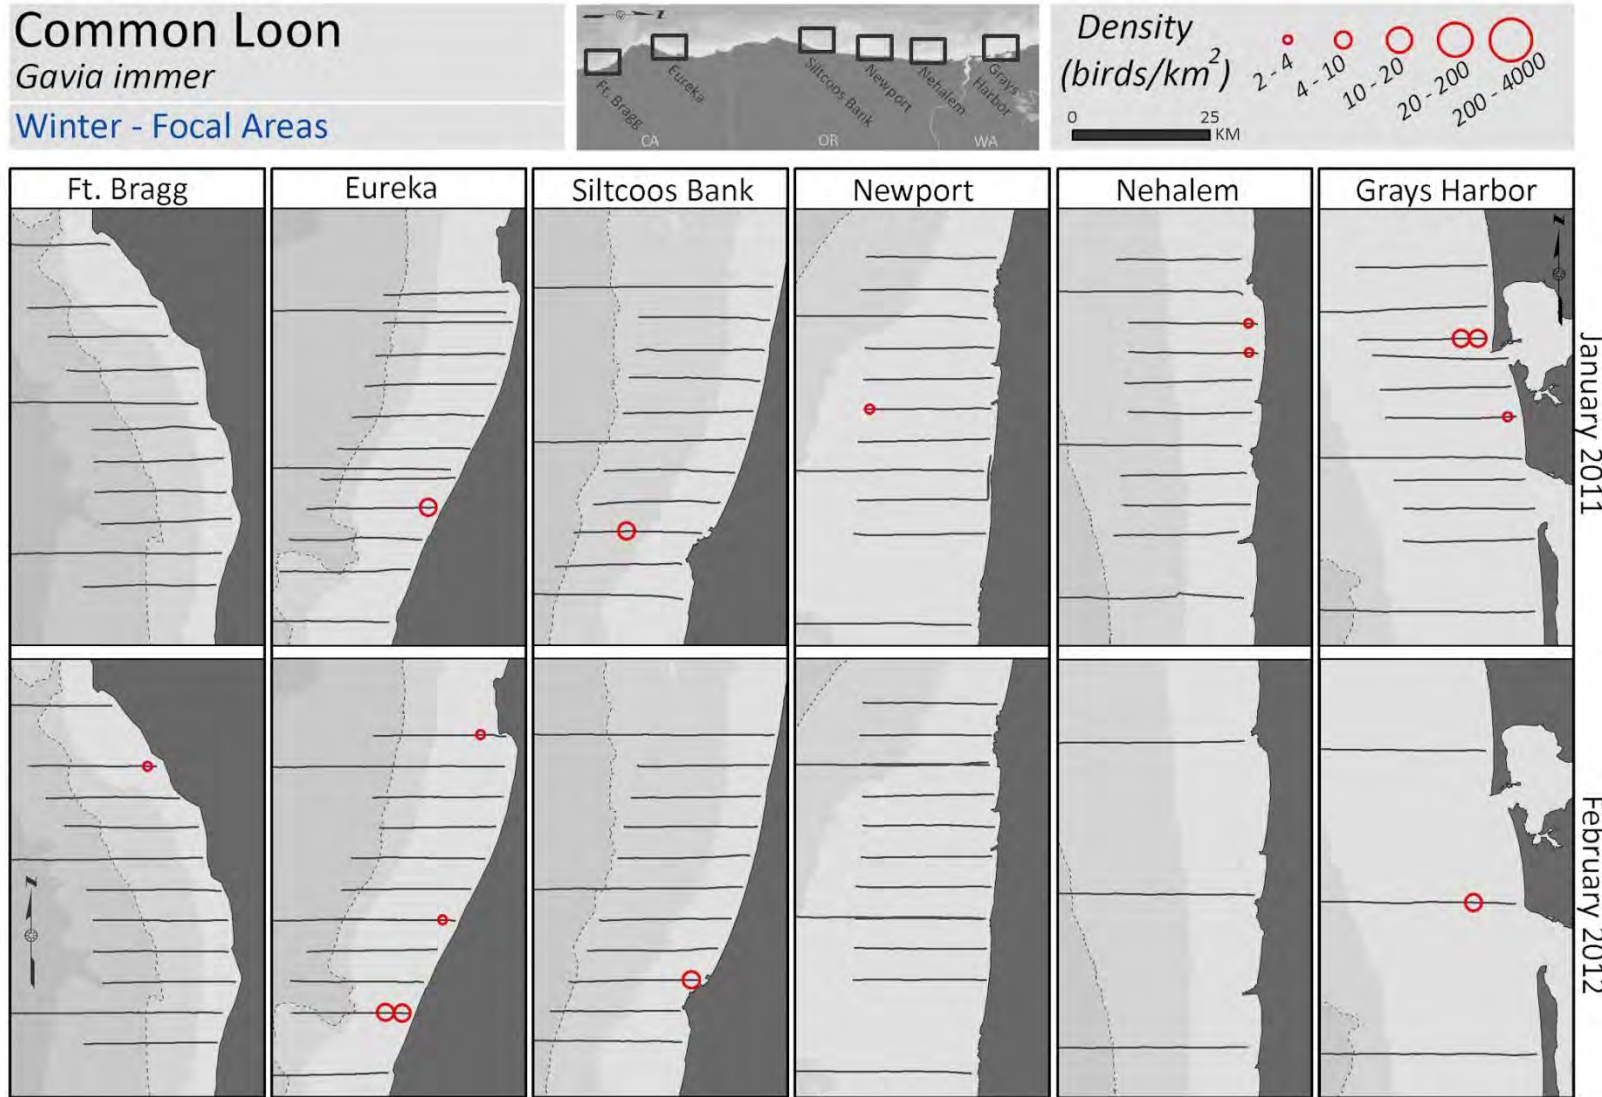 Common Loon
Gavia immer
Winter - Focal Areas
Z
Ft. Bragg
Eureka
Siltcoos Bank
Newport
Nehalem
Grays
Harbor
CA
OR
WA
Density
(birds/km²)
2 - 4
4 - 10
10 - 20
20 - 200
200 - 4000
0
25
KM
Ft. Bragg
Eureka
Siltcoos Bank
Newport
Nehalem
Grays Harbor
Z
January 2011
Z
February 2012